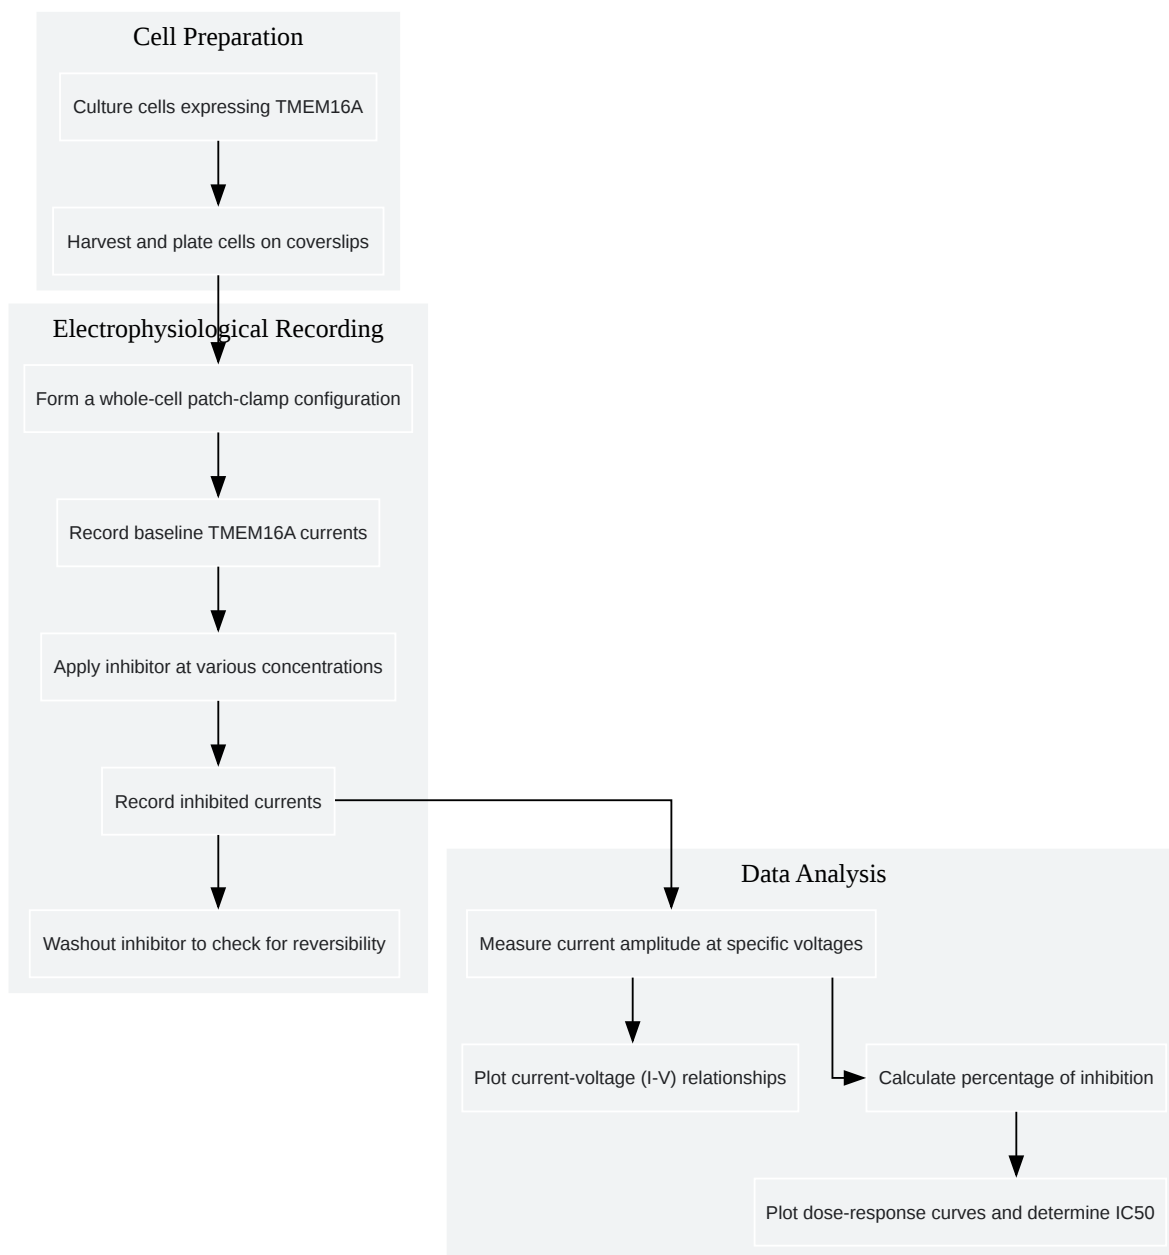 Cell Preparation
Culture cells expressing TMEM16A
Harvest and plate cells on coverslips
Electrophysiological Recording
Form a whole-cell patch-clamp configuration
Record baseline TMEM16A currents
Apply inhibitor at various concentrations
Record inhibited currents
Washout inhibitor to check for reversibility
Data Analysis
Measure current amplitude at specific voltages
Plot current-voltage (I-V) relationships
Calculate percentage of inhibition
Plot dose-response curves and determine IC50